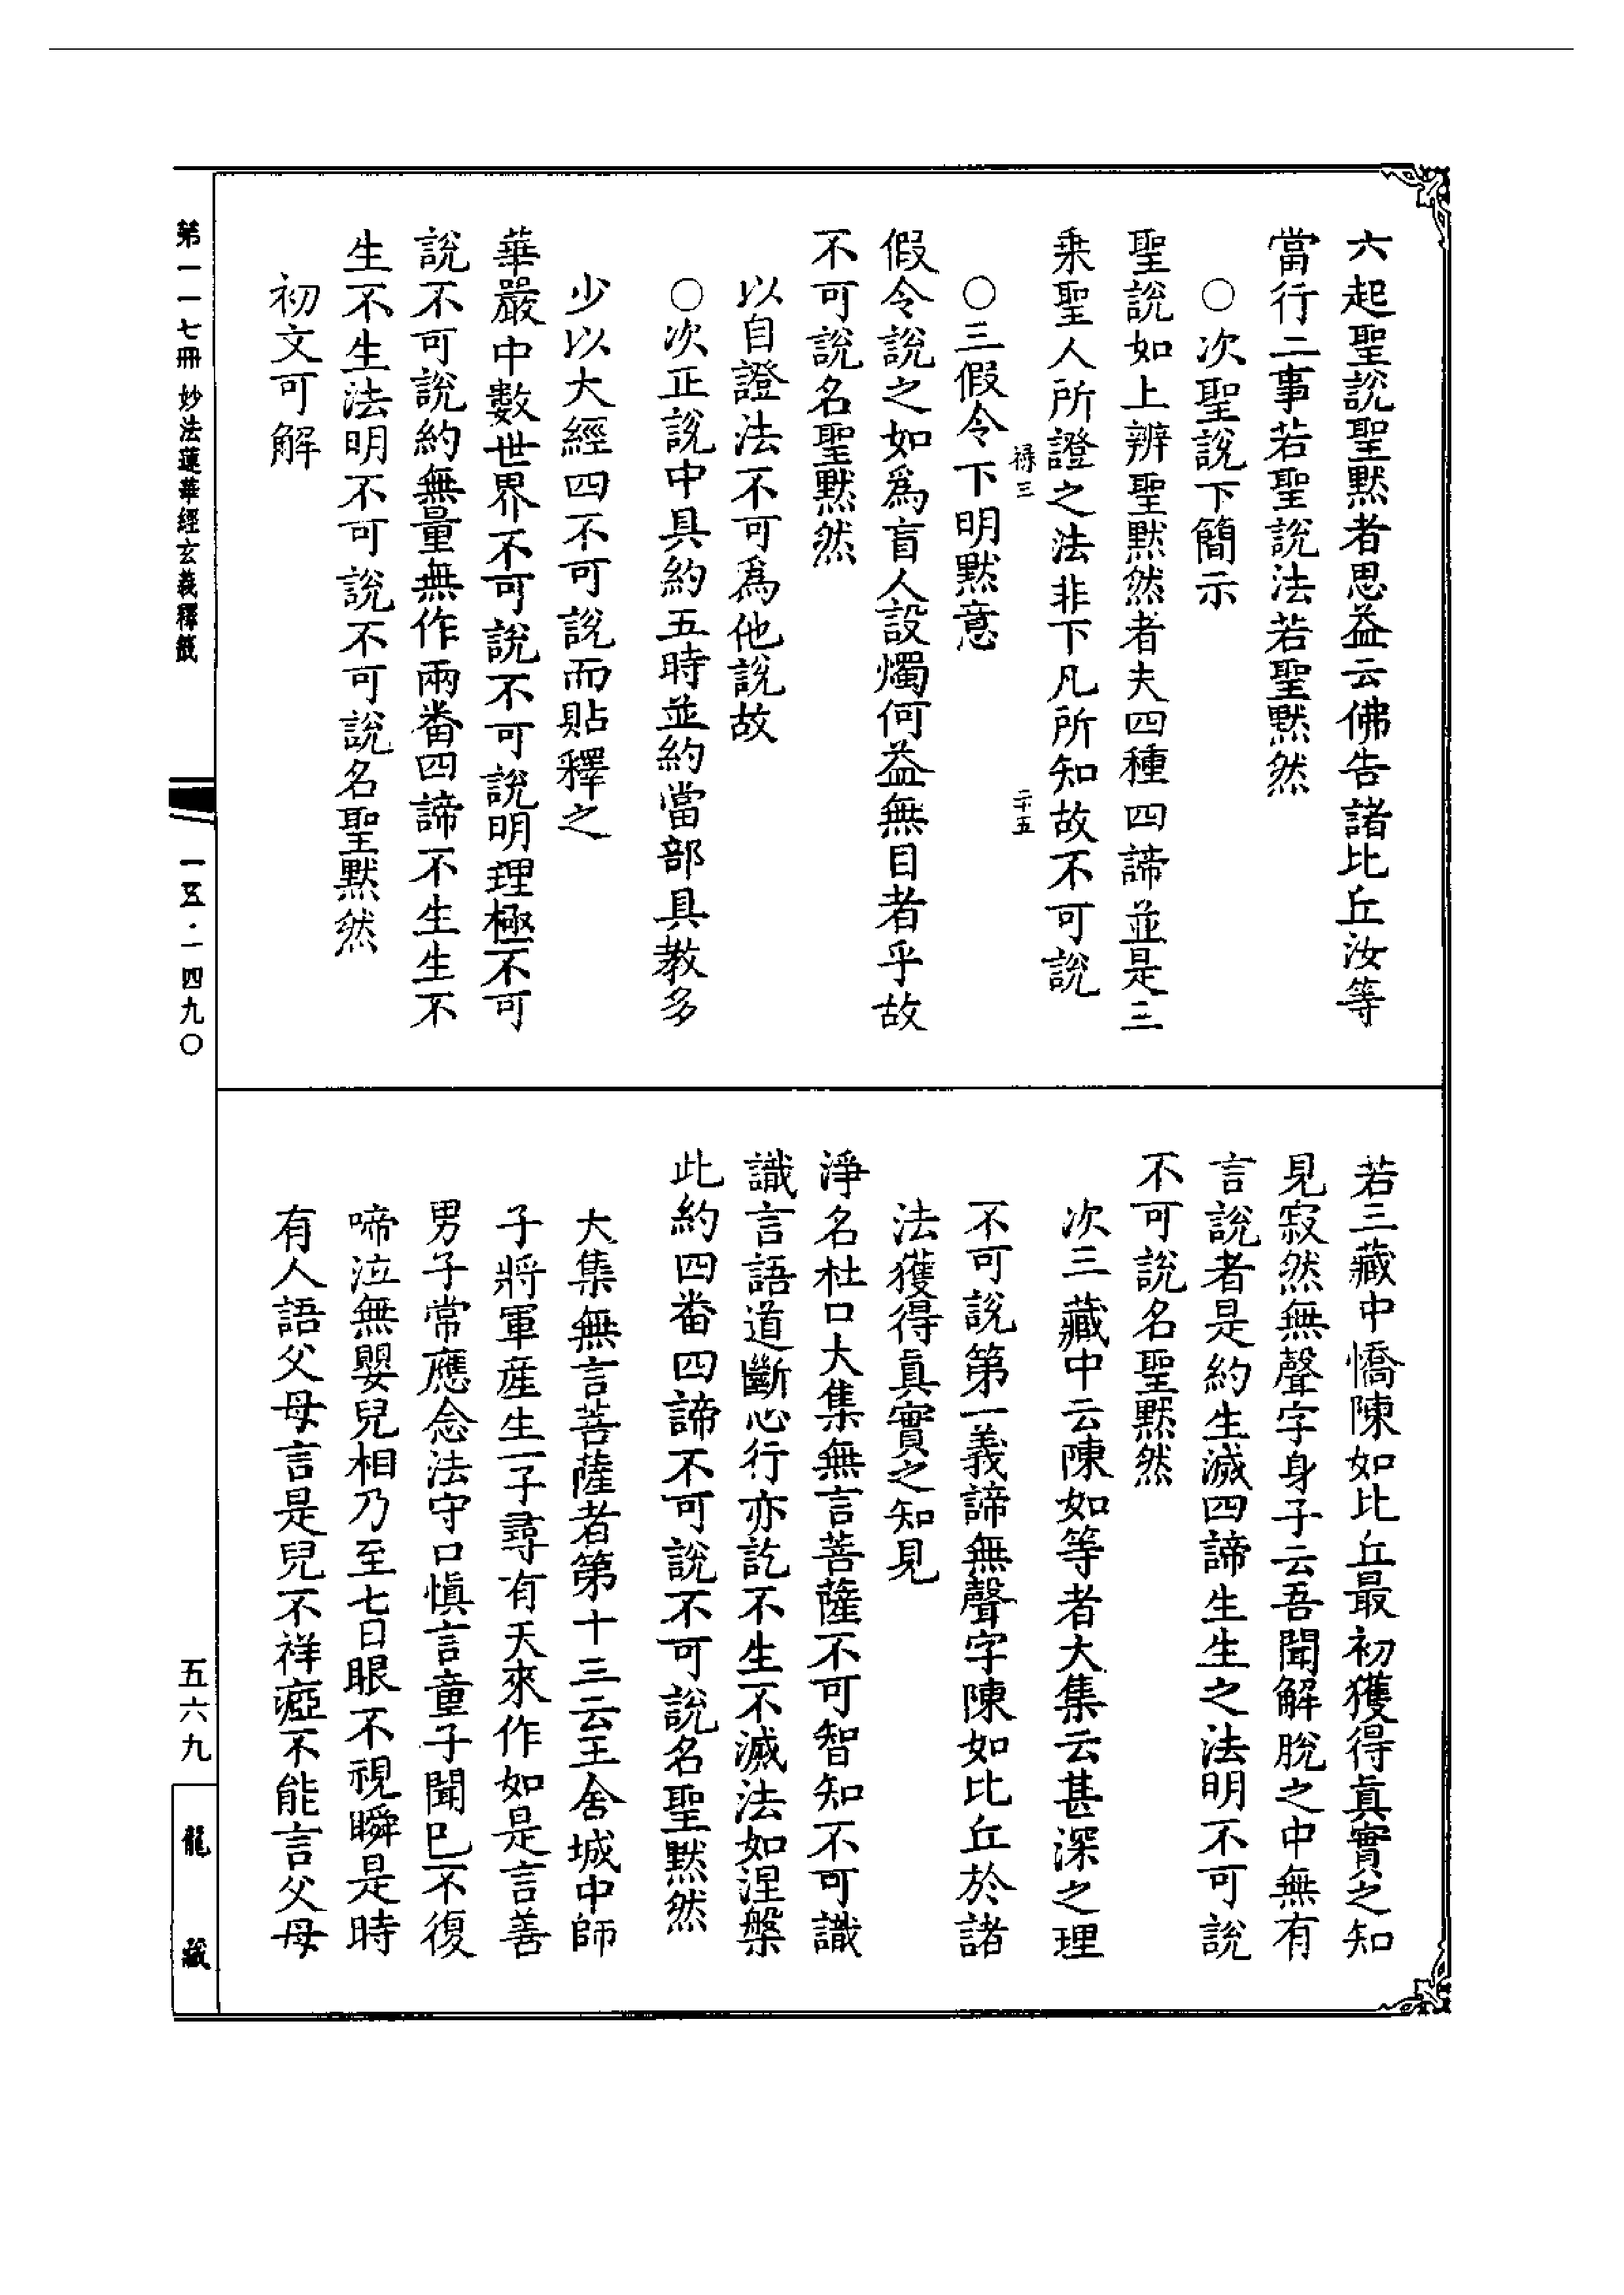 六起聖說聖默者思益云佛告諸比丘汝等
當行二事若聖說法若聖默然
○次聖說下簡示
聖說如上辨聖默然者夫四種四諦並是三
乘聖人所證之法非下凡所知故不可說
祿三
二十五
○三假令下明默意
假令說之如為盲人設燭何益無目者乎故
不可說名聖默然
以自證法不可為他說故
○次正說中具約五時並約當部具教多
少以大經四不可說而貼釋之
華嚴中數世界不可說不可說明理極不可
說不可說約無量無作兩番四諦不生生不
生不生法明不可說不可說名聖默然
初文可解
若三藏中憍陳如比丘最初獲得真實之知
見寂然無聲字身子云吾聞解脫之中無有
言說者是約生滅四諦生生之法明不可說
不可說名聖默然
次三藏中云陳如等者大集云甚深之理
不可說第一義諦無聲字陳如比丘於諸
法獲得真實之知見
淨名杜口大集無言菩薩不可智知不可識
識言語道斷心行亦訖不生不滅法如涅槃
此約四番四諦不可說不可說名聖默然
大集無言菩薩者第十三云王舍城中師
子將軍產生一子尋有天來作如是言善
男子常應念法守口慎言童子聞已不復
啼泣無嬰兒相乃至七日眼不視瞬是時
有人語父母言是兒不祥瘂不能言父母
第一一七冊 妙法蓮華經玄義釋籤
一五·一四九〇
五六九
龍藏